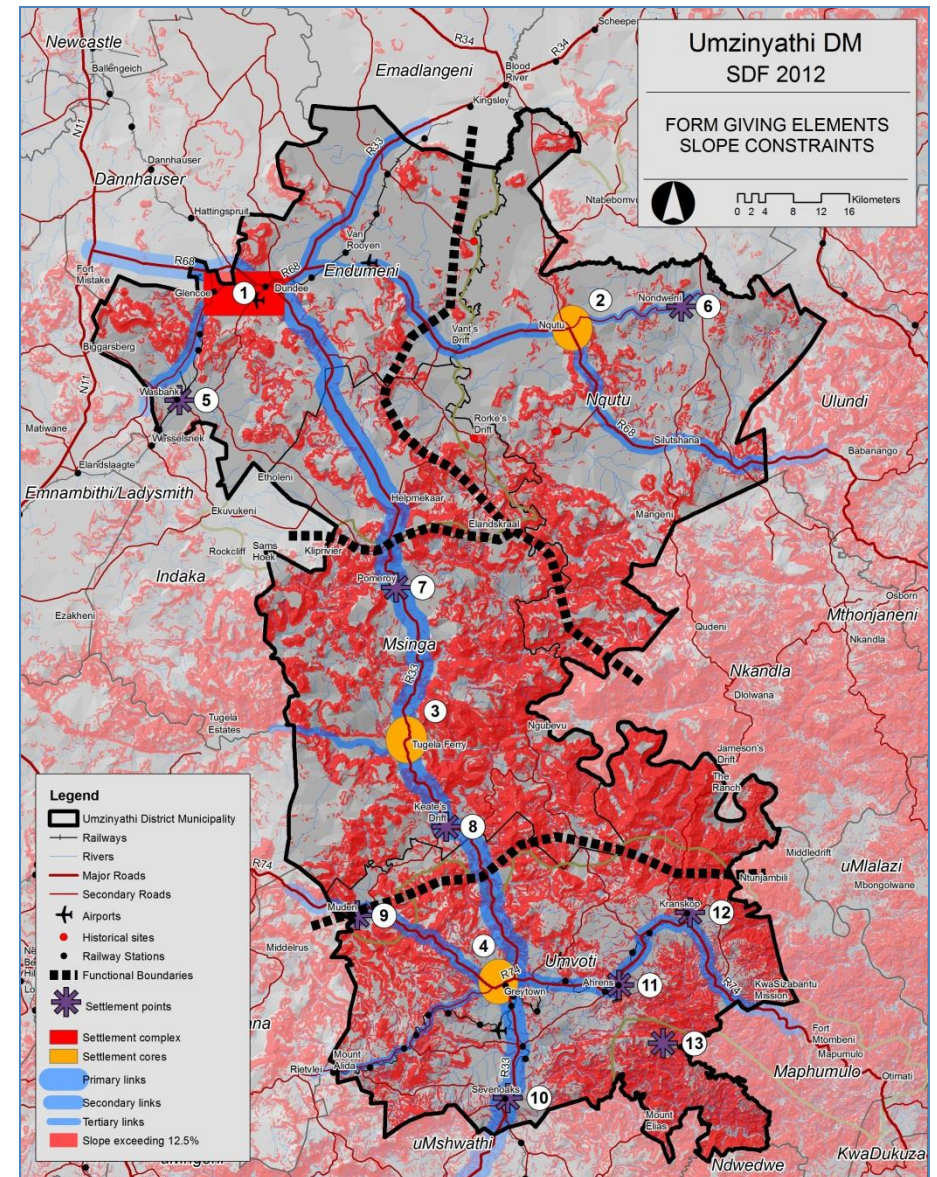 Umzinyathi DM
SDF 2012
FORM GIVING ELEMENTS
SLOPE CONSTRAINTS
Kilometers
0 2 4 8 12 16
Newcastle
Ballengeich
R34
Scheepe
R34
Emadlangeni
Blood
River
Kingsley
N11
R33
Dannhauser
Dannhauser
Hattingspruit
Van
Rooyen
R68
R68
Endumeni
Fort
Mistake
Glencoe
1
Dundee
2
Nondweni
6
Nqutu
Vant's
Drift
Biggarsberg
N11
Wasbank
5
Nqutu
Ulundi
Rorke's
Drift
R68
Matiwane
Wesselsnek
Silutshana
Babanango
Elandslaagte
Etholeni
Emnambithi/Ladysmith
Helpmekaar
Ekuvukeni
Elandskraal
Mangeni
Rockcliff
Sams
Hoek
Kliprivier
Indaka
Pomeroy
7
Osborn
Ezakheni
Mthonjaneni
Qudeni
Nkandla
Msinga
R33
Nkandla
Dlolwana
Tugela
Estates
3
Ngubevu
Tugela Ferry
Jameson's
Drift
The
Ranch
Keate's
Drift
8
Middledrift
uMlalazi
R74
Ntunjambili
Mbongolwane
Muden
9
Kranskop
12
Middelrus
4
Umvoti
R74
Ahrens
11
Greytown
R74
KwaSizabantu
Mission
13
Fort
Mtombeni
Mapumulo
Mount
Alida
Rietvlei
Maphumulo
Otimati
R33
Sevenoaks
10
Mount
Elias
uMshwathi
Ndwedwe
KwaDukuza
Legend
Umzinyathi District Municipality
Railways
Rivers
Major Roads
Secondary Roads
Airports
Historical sites
Railway Stations
Functional Boundaries
Settlement points
Settlement complex
Settlement cores
Primary links
Secondary links
Tertiary links
Slope exceeding 12.5%